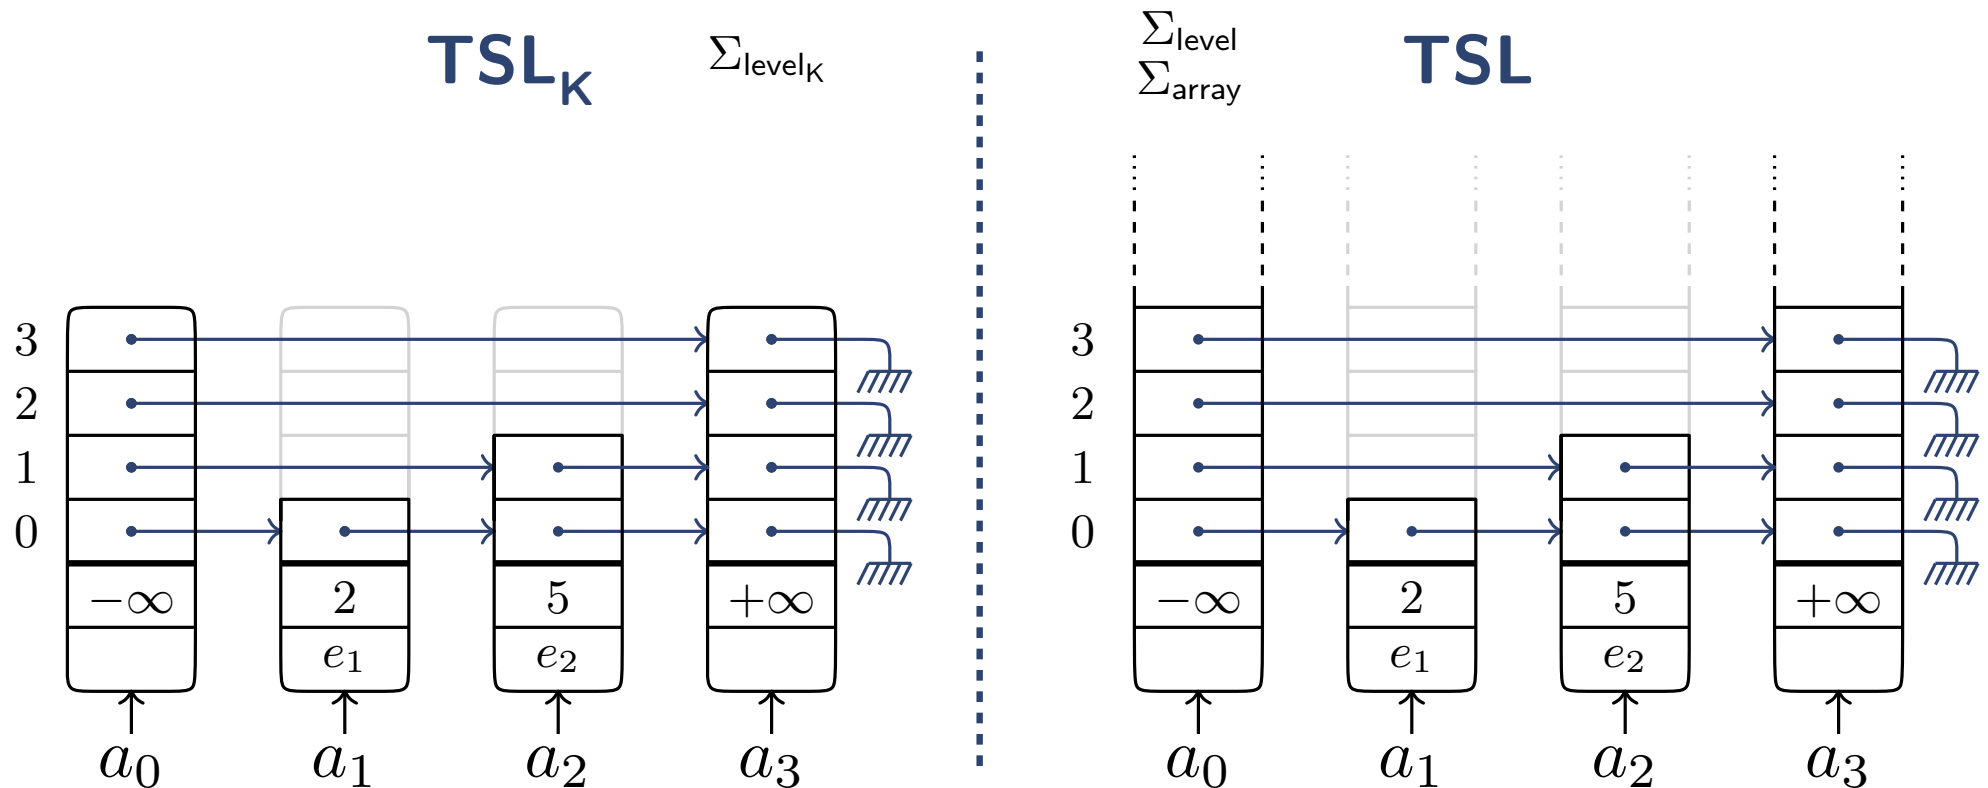 TSL_K Σ_level_K
3
2
1
0
−∞ 2 5 +∞
e₁ e₂
a₀ a₁ a₂ a₃
Σ_level
Σ_array
TSL
3
2
1
0
−∞ 2 5 +∞
e₁ e₂
a₀ a₁ a₂ a₃